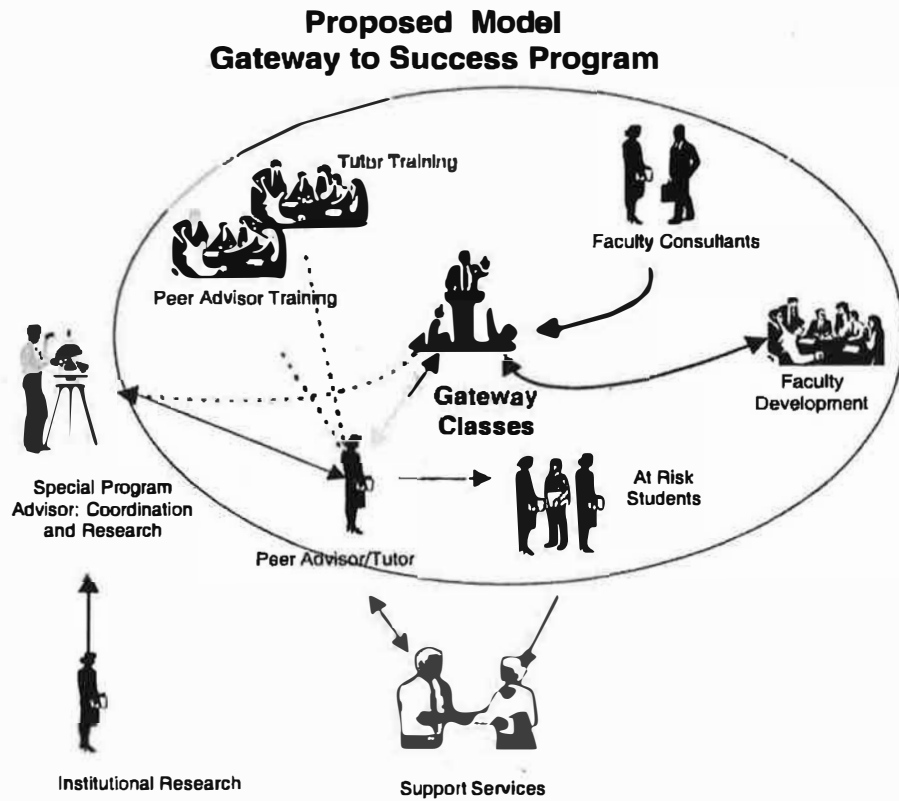 Proposed Model
Gateway to Success Program
Tutor Training
Faculty Consultants
Peer Advisor Training
Gateway
Classes
Faculty
Development
Special Program
Advisor: Coordination
and Research
At Risk
Students
Peer Advisor/Tutor
Institutional Research
Support Services